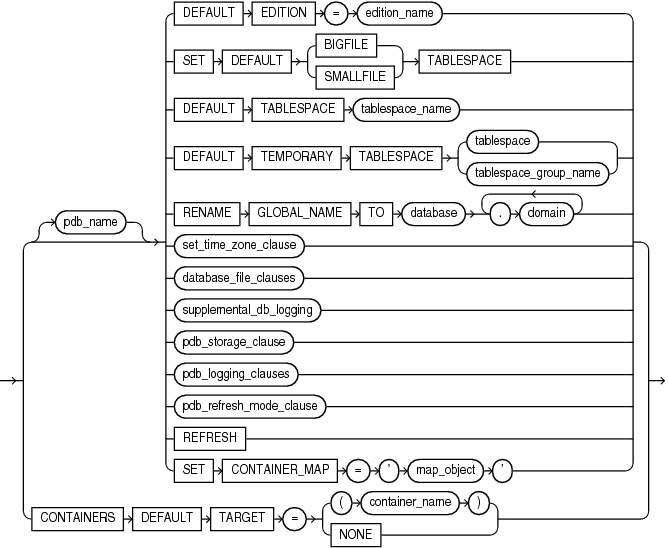 DEFAULT EDITION = edition_name
BIGFILE
SET DEFAULT TABLESPACE
SMALLFILE
DEFAULT TABLESPACE tablespace_name
tablespace
DEFAULT TEMPORARY TABLESPACE
tablespace_group_name
RENAME GLOBAL_NAME TO database . domain
pdb_name
set_time_zone_clause
database_file_clauses
supplemental_db_logging
pdb_storage_clause
pdb_logging_clauses
pdb_refresh_mode_clause
REFRESH
SET CONTAINER_MAP = ' map_object '
( container_name )
CONTAINERS DEFAULT TARGET =
NONE